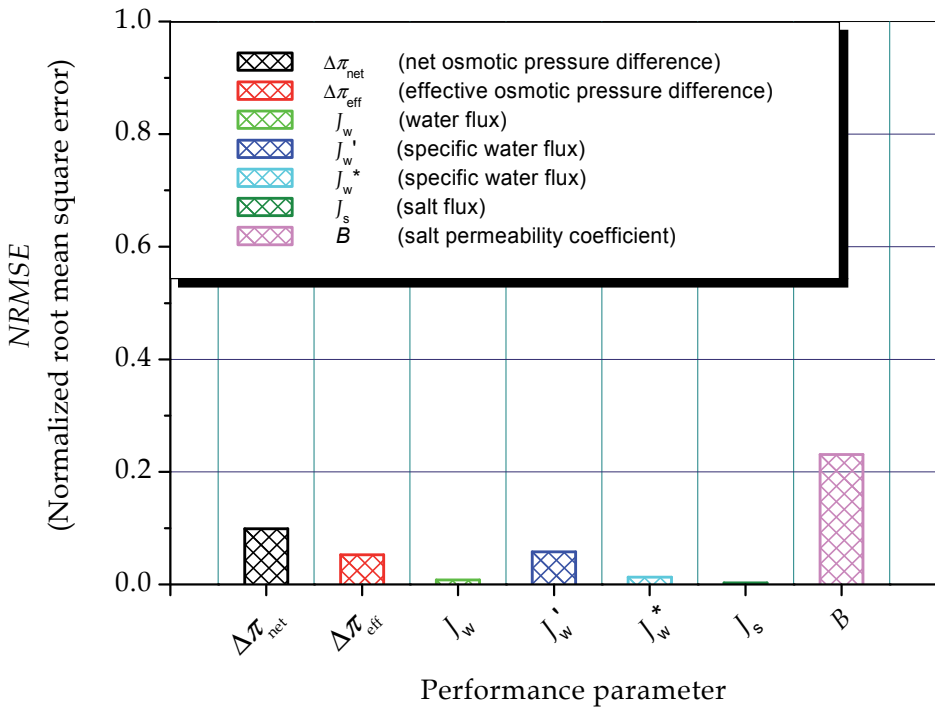 1.0
0.8
0.6
0.4
0.2
0.0
NRMSE
(Normalized root mean square error)
Δπnet (net osmotic pressure difference)
Δπeff (effective osmotic pressure difference)
Jw (water flux)
Jw' (specific water flux)
Jw* (specific water flux)
Js (salt flux)
B (salt permeability coefficient)
Δπnet Δπeff Jw Jw' Jw* Js B
Performance parameter